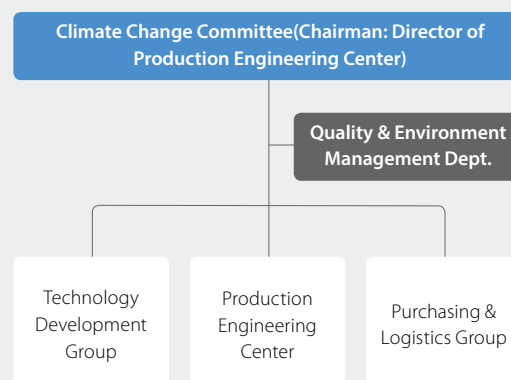 Climate Change Committee(Chairman: Director of
Production Engineering Center)
Quality & Environment
Management Dept.
Technology
Development
Group
Production
Engineering
Center
Purchasing &
Logistics Group